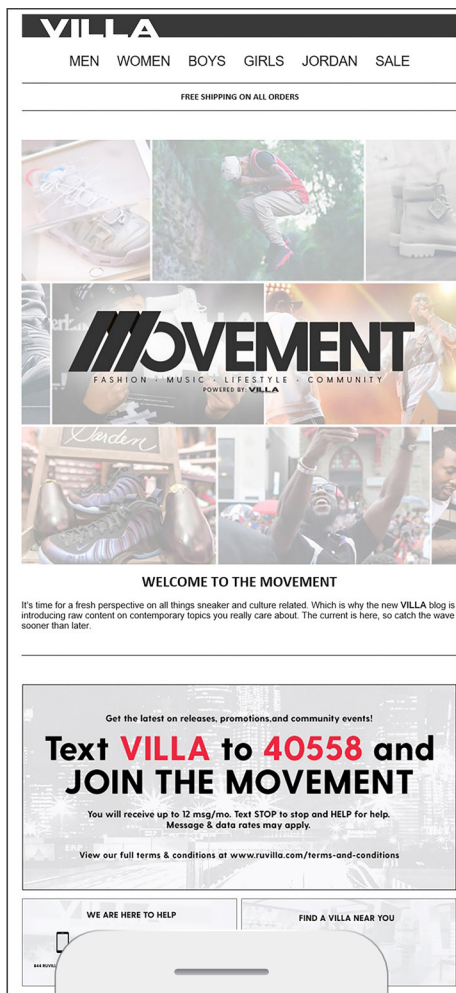 VILLA
MEN WOMEN BOYS GIRLS JORDAN SALE
FREE SHIPPING ON ALL ORDERS
Garden
MOVEMENT
FASHION · MUSIC · LIFESTYLE · COMMUNITY
POWERED BY: VILLA
WELCOME TO THE MOVEMENT
It's time for a fresh perspective on all things sneaker and culture related. Which is why the new VILLA blog is
introducing raw content on contemporary topics you really care about. The current is here, so catch the wave
sooner than later.
Get the latest on releases, promotions,and community events!
Text VILLA to 40558 and
JOIN THE MOVEMENT
You will receive up to 12 msg/mo. Text STOP to stop and HELP for help.
Message & data rates may apply.
View our full terms & conditions at www.ruvilla.com/terms-and-conditions
WE ARE HERE TO HELP
FIND A VILLA NEAR YOU
844 RUVILL